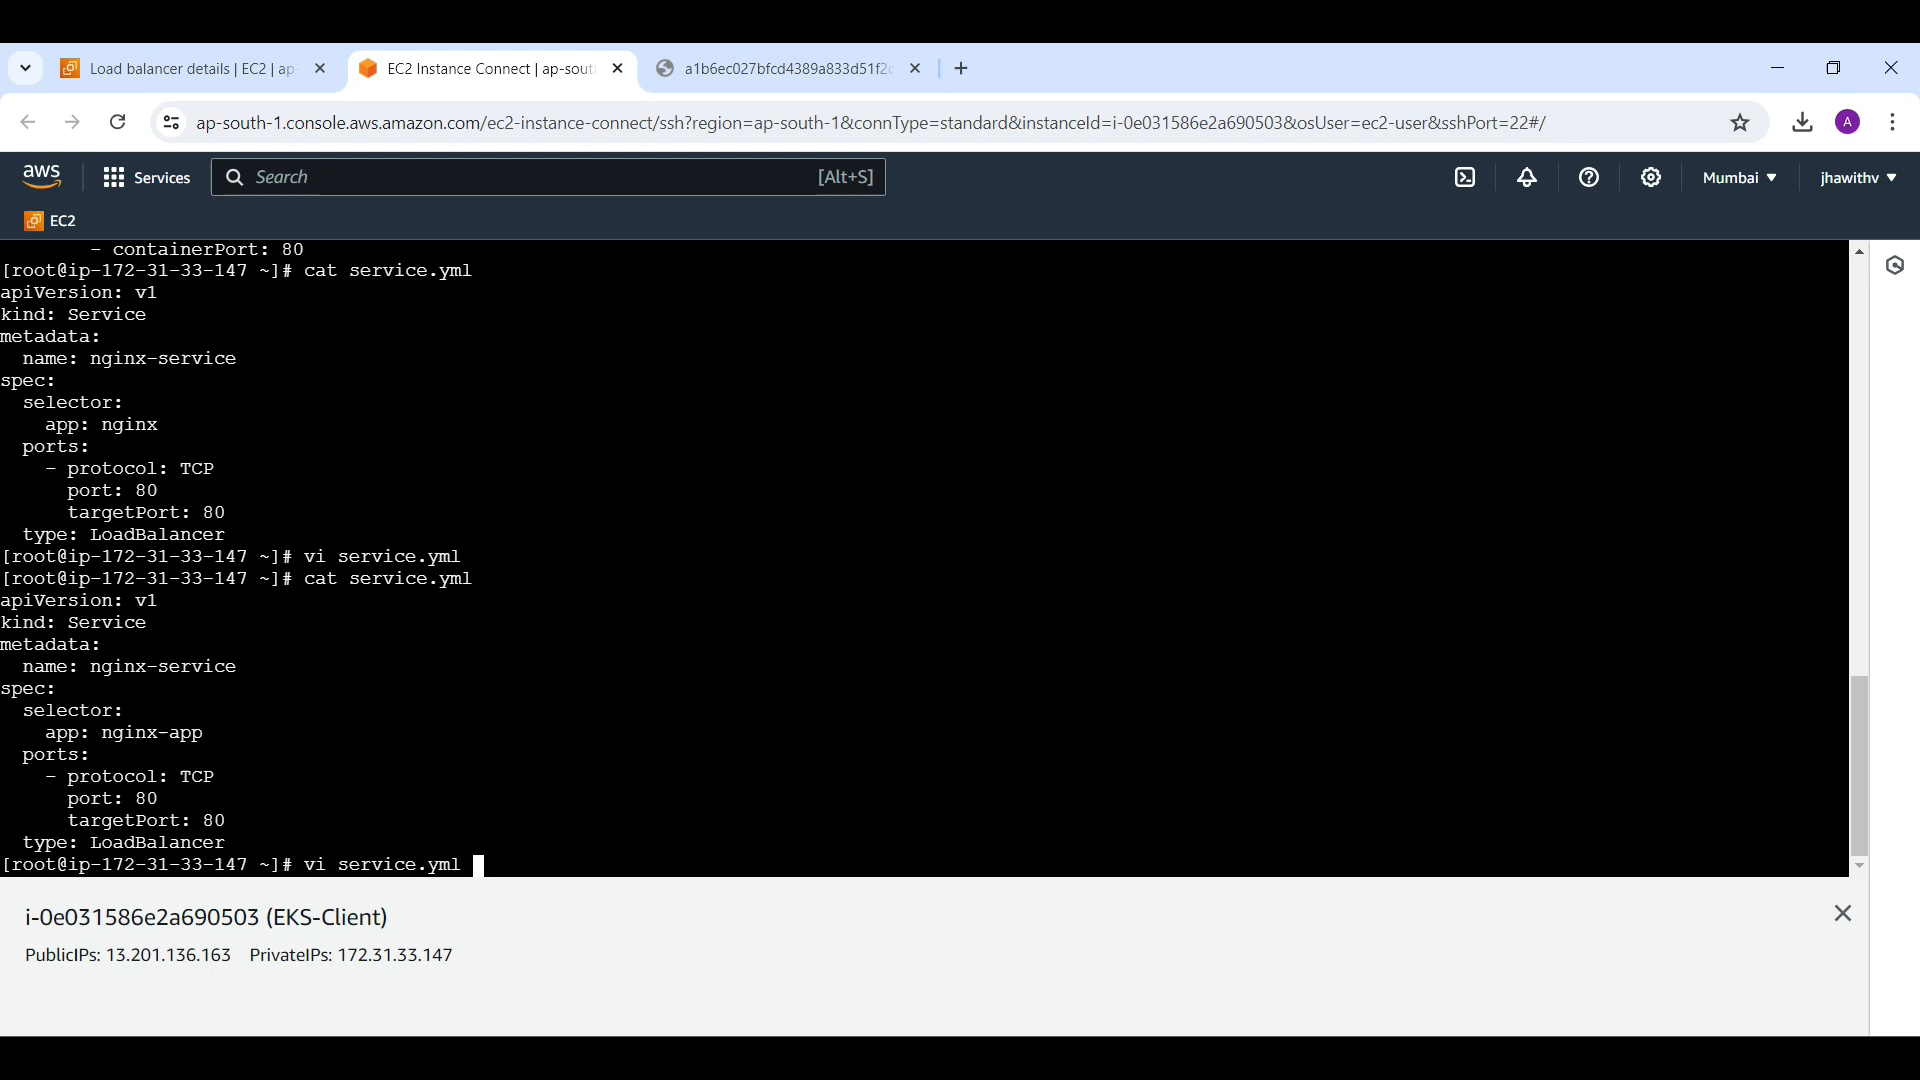 Load balancer details | EC2 | ap-
EC2 Instance Connect | ap-sout
a1b6ec027bfcd4389a833d51f2c
ap-south-1.console.aws.amazon.com/ec2-instance-connect/ssh?region=ap-south-1&connType=standard&instanceId=i-0e031586e2a690503&osUser=ec2-user&sshPort=22#/
A
aws
Services
Search
[Alt+S]
Mumbai
jhawithv
EC2
- containerPort: 80
[root@ip-172-31-33-147 ~]# cat service.yml
apiVersion: v1
kind: Service
metadata:
  name: nginx-service
spec:
  selector:
    app: nginx
  ports:
    - protocol: TCP
      port: 80
      targetPort: 80
  type: LoadBalancer
[root@ip-172-31-33-147 ~]# vi service.yml
[root@ip-172-31-33-147 ~]# cat service.yml
apiVersion: v1
kind: Service
metadata:
  name: nginx-service
spec:
  selector:
    app: nginx-app
  ports:
    - protocol: TCP
      port: 80
      targetPort: 80
  type: LoadBalancer
[root@ip-172-31-33-147 ~]# vi service.yml
i-0e031586e2a690503 (EKS-Client)
PublicIPs: 13.201.136.163 PrivateIPs: 172.31.33.147